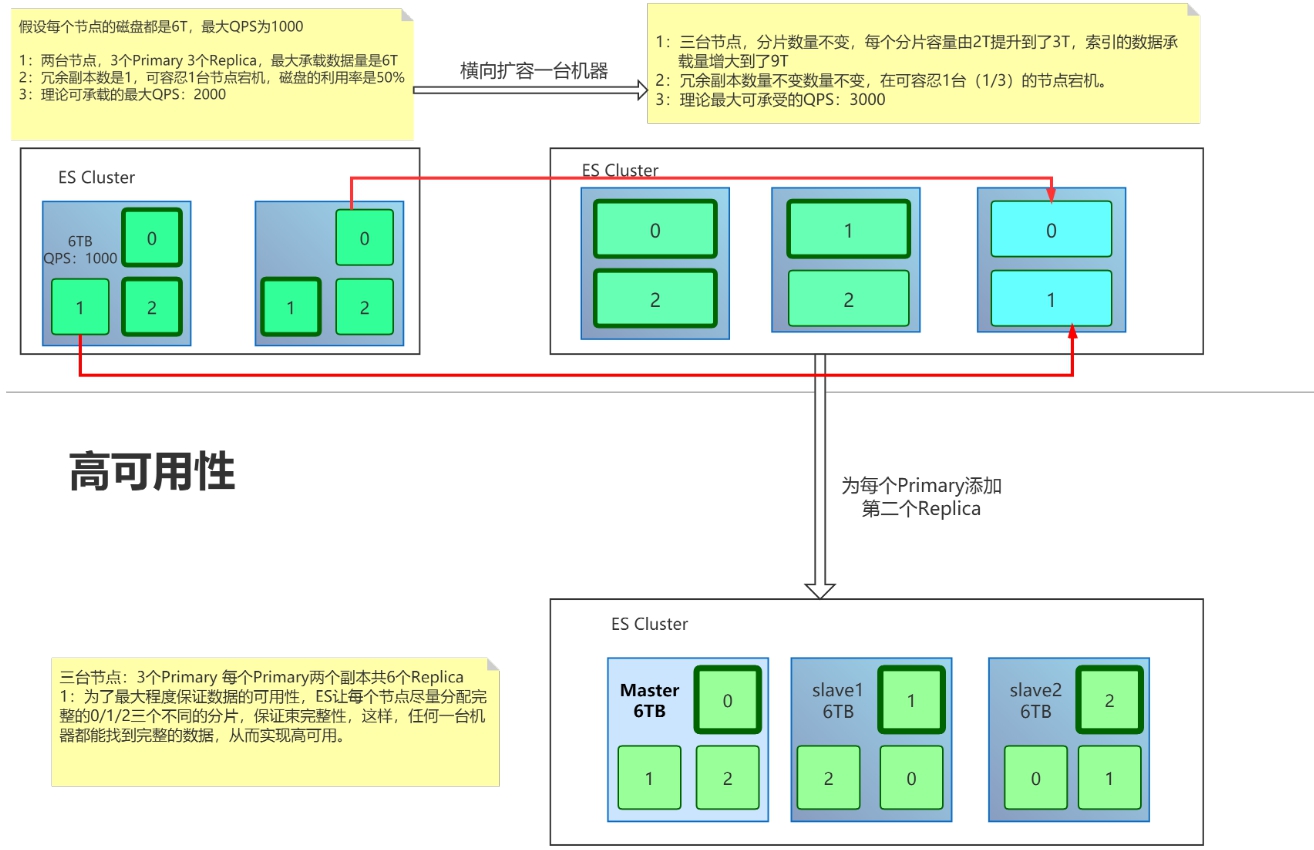 假设每个节点的磁盘都是6T，最大QPS为1000
1：两台节点，3个Primary 3个Replica，最大承载数据量是6T
2：冗余副本数是1，可容忍1台节点宕机，磁盘的利用率是50%
3：理论可承载的最大QPS：2000
横向扩容一台机器
1：三台节点，分片数量不变，每个分片容量由2T提升到了3T，索引的数据承
载量增大到了9T
2：冗余副本数量不变数量不变，在可容忍1台（1/3）的节点宕机。
3：理论最大可承受的QPS：3000
ES Cluster
6TB
QPS：1000
0
1
2
0
1
2
ES Cluster
0
2
1
2
0
1
高可用性
为每个Primary添加
第二个Replica
三台节点：3个Primary 每个Primary两个副本共6个Replica
1：为了最大程度保证数据的可用性，ES让每个节点尽量分配完
整的0/1/2三个不同的分片，保证束完整性，这样，任何一台机
器都能找到完整的数据，从而实现高可用。
ES Cluster
Master
6TB
0
1
2
slave1
6TB
1
2
0
slave2
6TB
2
0
1